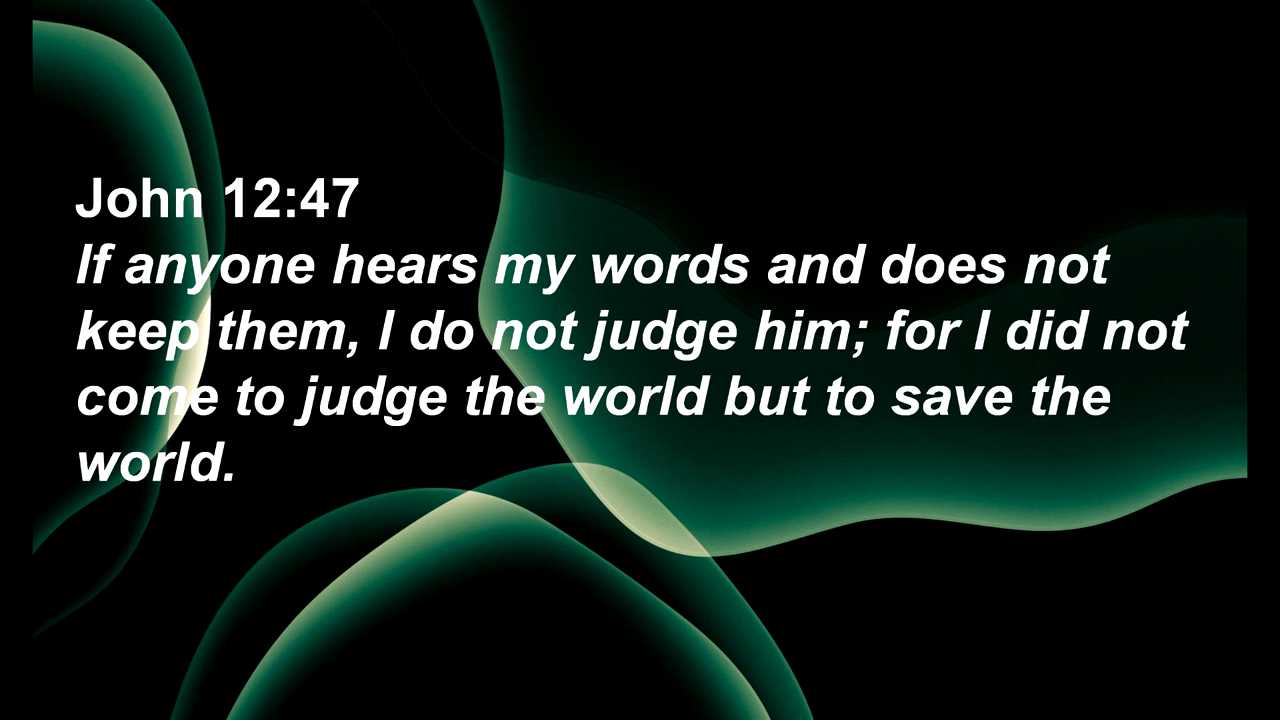 John 12:47
If anyone hears my words and does not
keep them, I do not judge him; for I did not
come to judge the world but to save the
world.